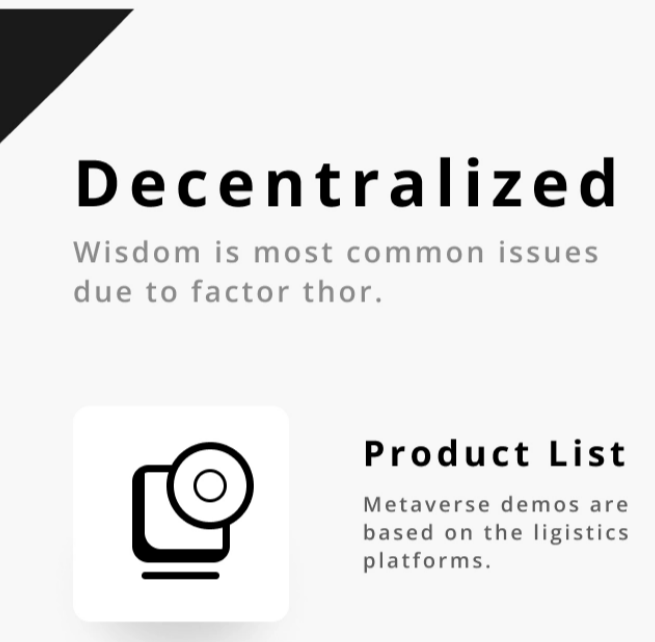 Decentralized
Wisdom is most common issues
due to factor thor.
Product List
Metaverse demos are
based on the ligistics
platforms.